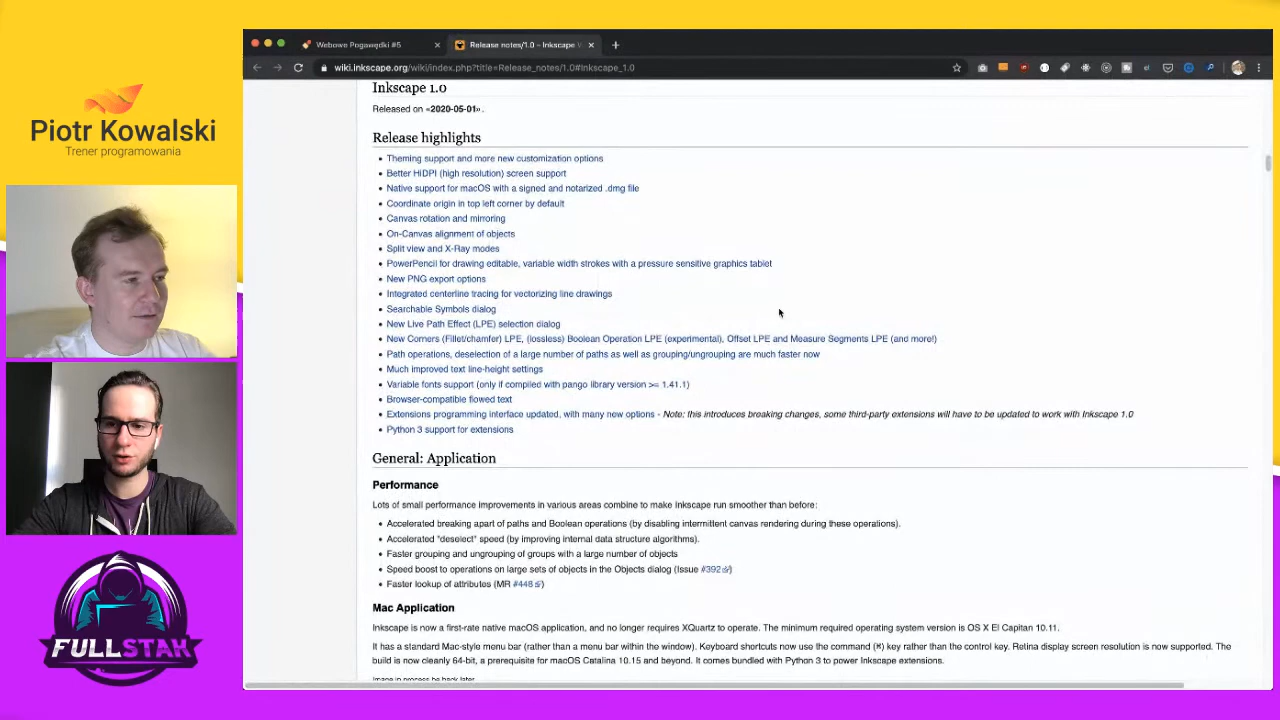 Piotr Kowalski
Trener programowania
FULLSTAK
Webowe Pogawędki #5
Release notes/1.0 - Inkscape W
wiki.inkscape.org/wiki/index.php?title=Release_notes/1.0#Inkscape_1.0
Inkscape 1.0
Released on «2020-05-01».
Release highlights
Theming support and more new customization options
Better HiDPI (high resolution) screen support
Native support for macOS with a signed and notarized .dmg file
Coordinate origin in top left corner by default
Canvas rotation and mirroring
On-Canvas alignment of objects
Split view and X-Ray modes
PowerPencil for drawing editable, variable width strokes with a pressure sensitive graphics tablet
New PNG export options
Integrated centerline tracing for vectorizing line drawings
Searchable Symbols dialog
New Live Path Effect (LPE) selection dialog
New Corners (Fillet/chamfer) LPE, (lossless) Boolean Operation LPE (experimental), Offset LPE and Measure Segments LPE (and more!)
Path operations, deselection of a large number of paths as well as grouping/ungrouping are much faster now
Much improved text line-height settings
Variable fonts support (only if compiled with pango library version >= 1.41.1)
Browser-compatible flowed text
Extensions programming interface updated, with many new options - Note: this introduces breaking changes, some third-party extensions will have to be updated to work with Inkscape 1.0
Python 3 support for extensions
General: Application
Performance
Lots of small performance improvements in various areas combine to make Inkscape run smoother than before:
Accelerated breaking apart of paths and Boolean operations (by disabling intermittent canvas rendering during these operations).
Accelerated "deselect" speed (by improving internal data structure algorithms).
Faster grouping and ungrouping of groups with a large number of objects
Speed boost to operations on large sets of objects in the Objects dialog (Issue #392)
Faster lookup of attributes (MR #448)
Mac Application
Inkscape is now a first-rate native macOS application, and no longer requires XQuartz to operate. The minimum required operating system version is OS X El Capitan 10.11.
It has a standard Mac-style menu bar (rather than a menu bar within the window). Keyboard shortcuts now use the command (⌘) key rather than the control key. Retina display screen resolution is now supported. The
build is now cleanly 64-bit, a prerequisite for macOS Catalina 10.15 and beyond. It comes bundled with Python 3 to power Inkscape extensions.